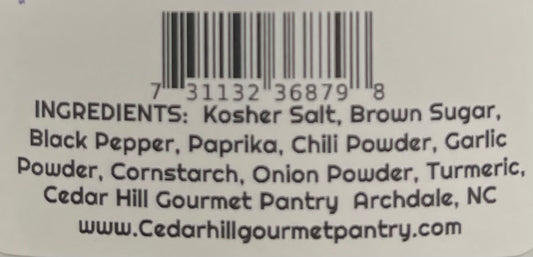 7 31132 36879 8
INGREDIENTS: Kosher Salt, Brown Sugar,
Black Pepper, Paprika, Chili Powder, Garlic
Powder, Cornstarch, Onion Powder, Turmeric,
Cedar Hill Gourmet Pantry Archdale, NC
www.Cedarhillgourmetpantry.com